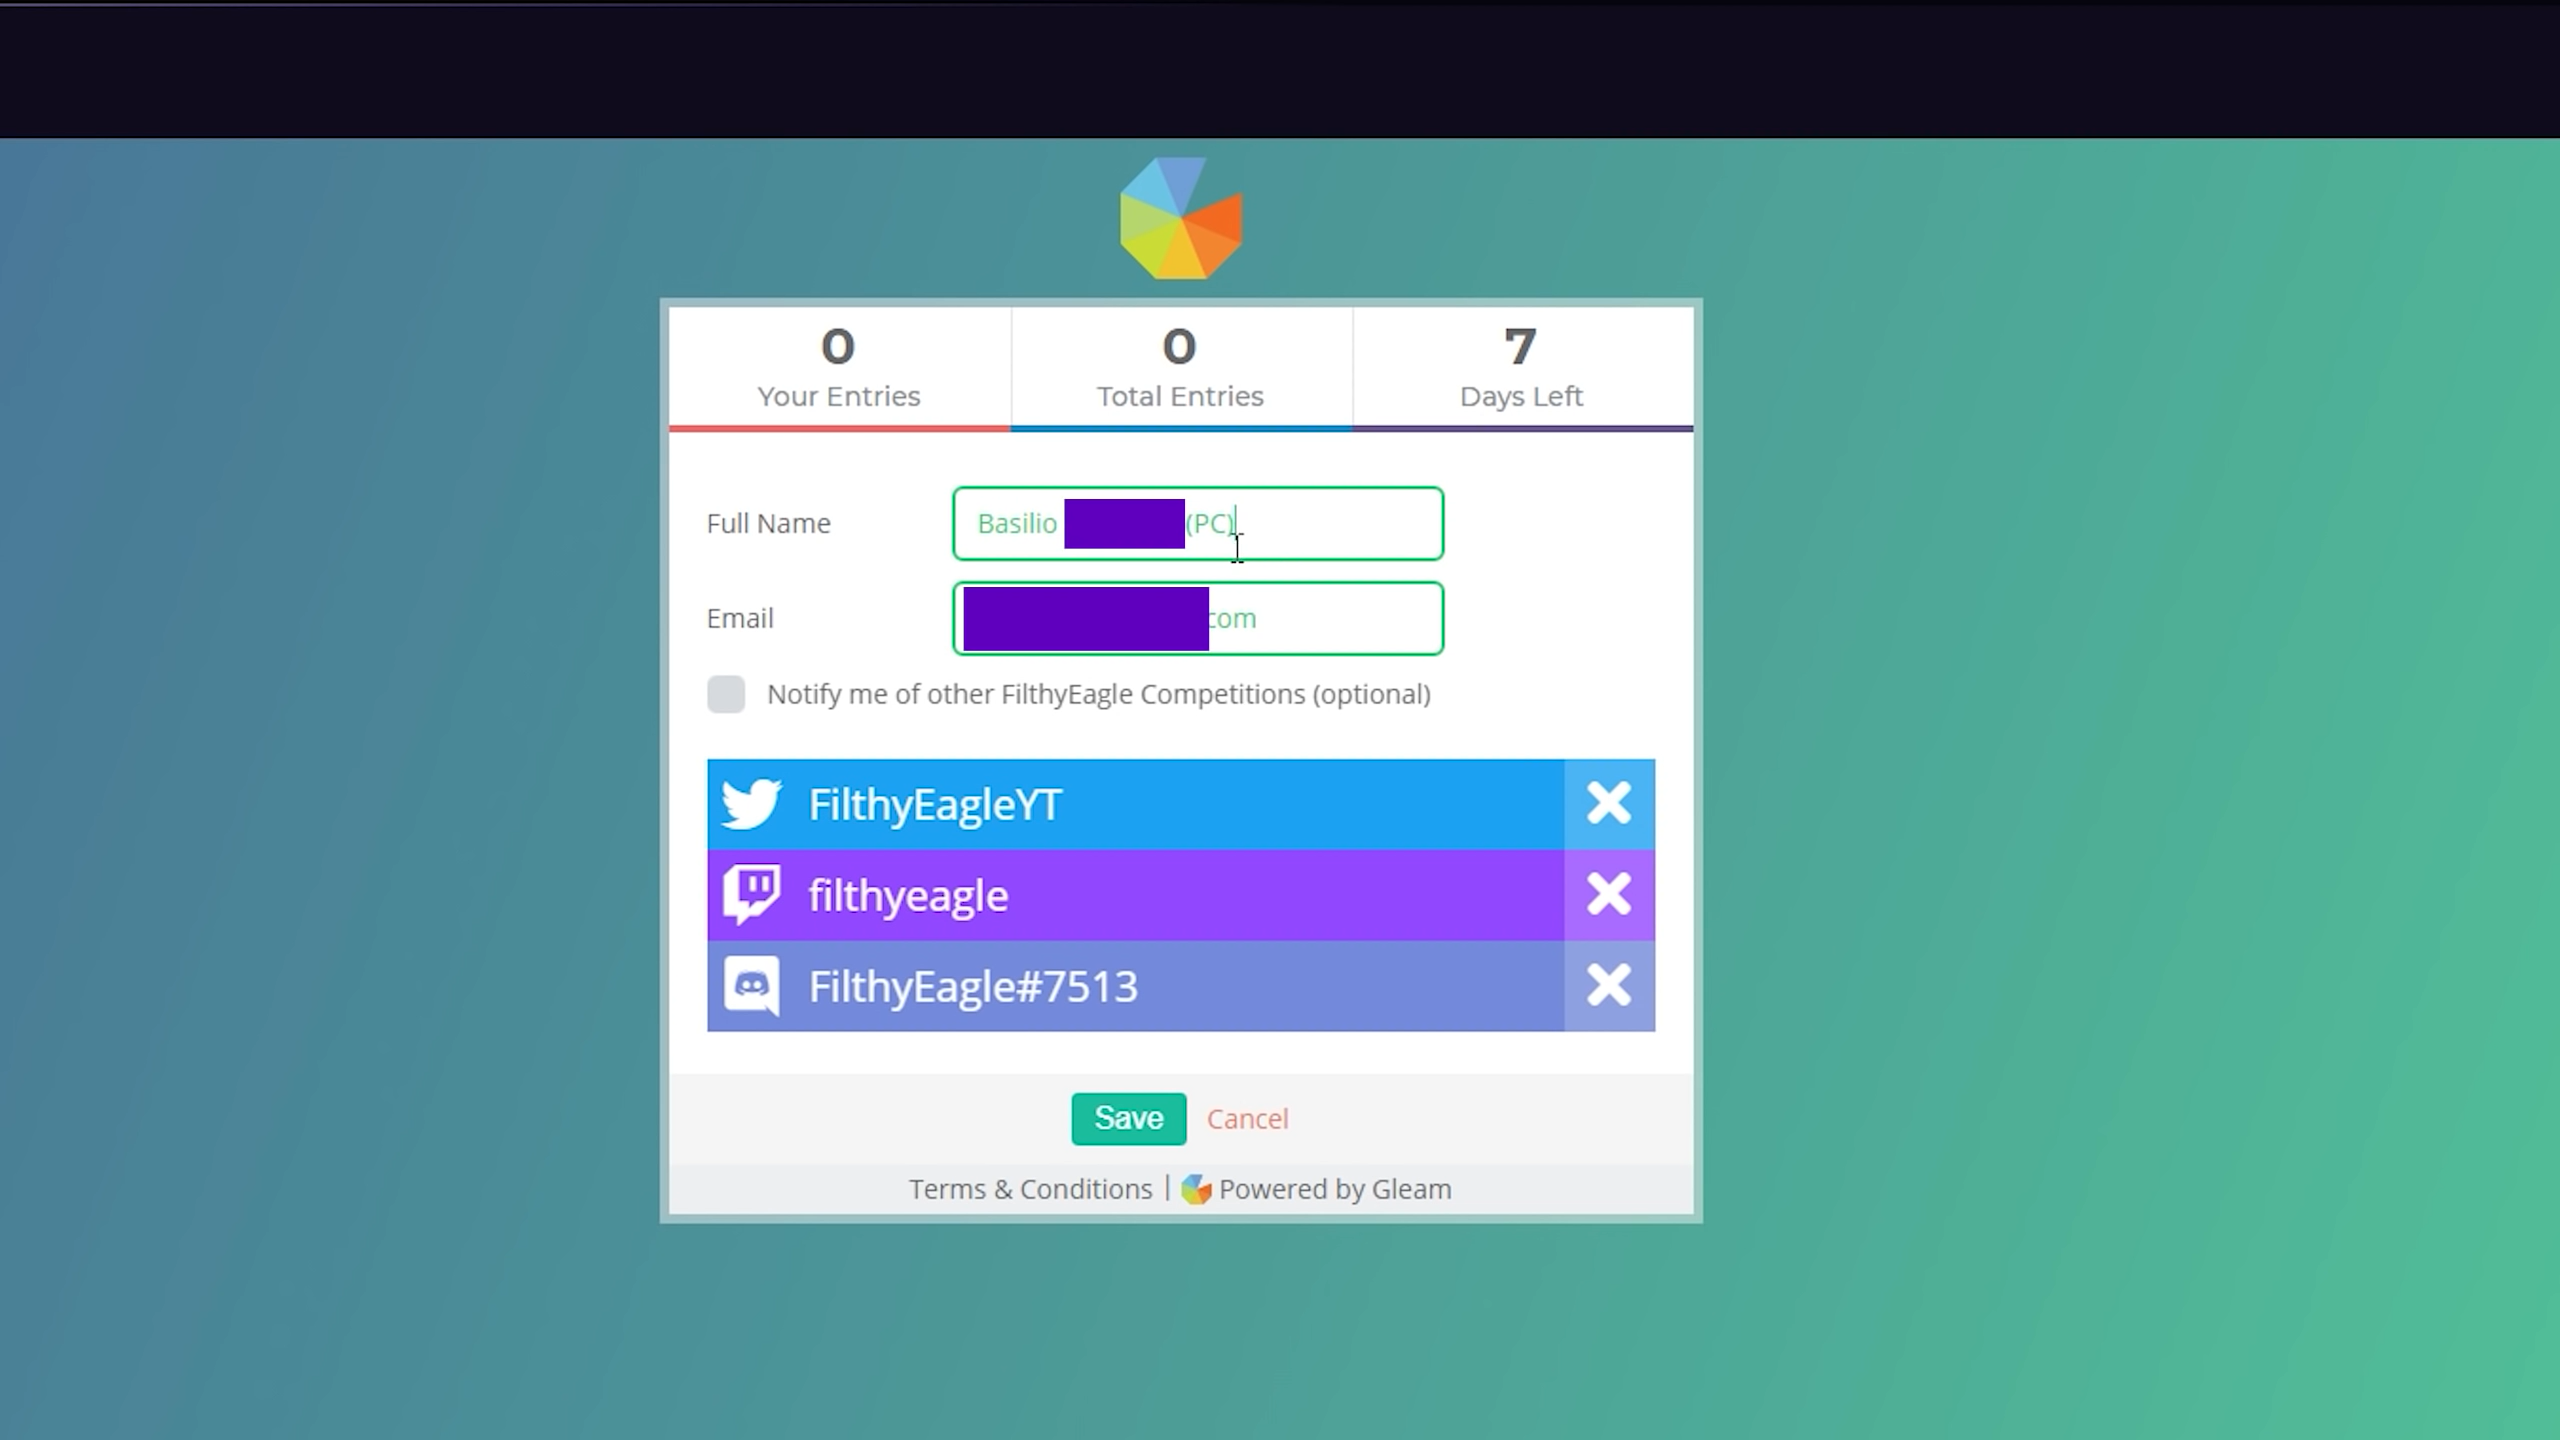 0
Your Entries
0
Total Entries
7
Days Left
Full Name
Basilio (PC)
Email
com
Notify me of other FilthyEagle Competitions (optional)
FilthyEagleYT
filthyeagle
FilthyEagle#7513
Save Cancel
Terms & Conditions | Powered by Gleam